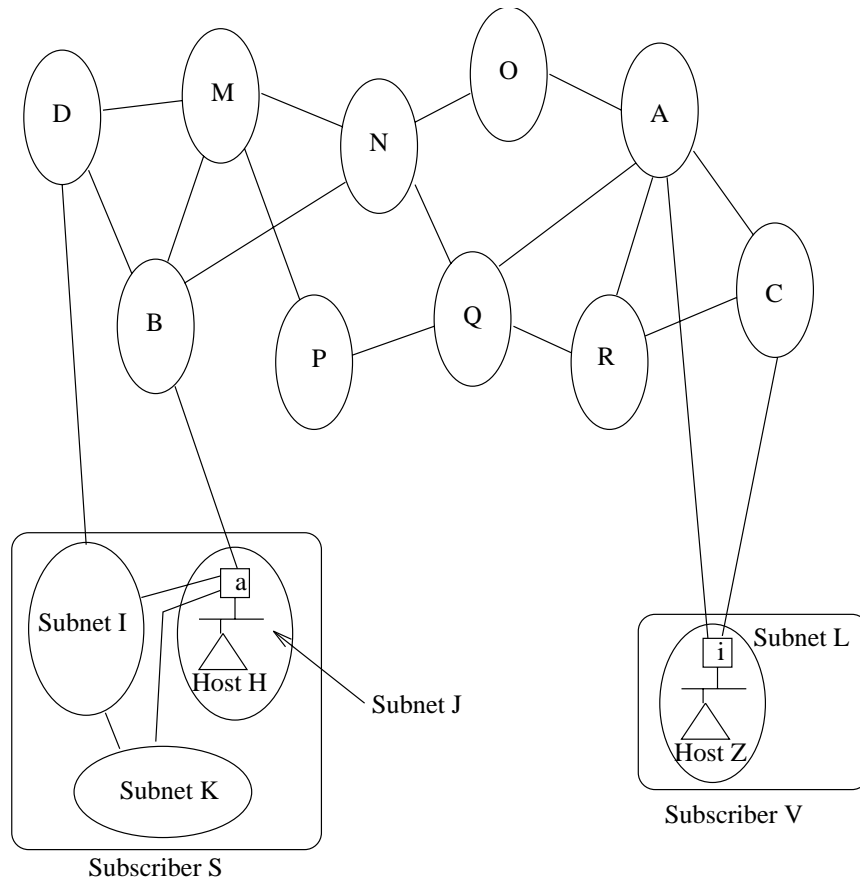 O
M
A
D
N
C
Q
B
P
R
a
Subnet I
i
Subnet L
Host H
Subnet J
Host Z
Subnet K
Subscriber V
Subscriber S